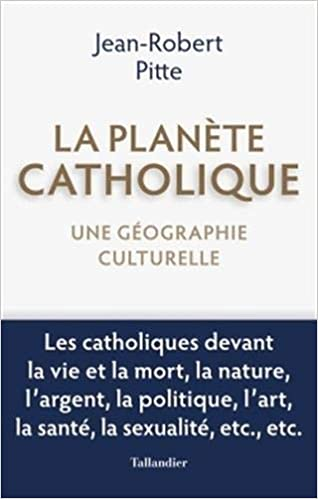 Jean-Robert
Pitte
LA PLANÈTE
CATHOLIQUE
UNE GÉOGRAPHIE
CULTURELLE
Les catholiques devant
la vie et la mort, la nature,
l'argent, la politique, l'art,
la santé, la sexualité, etc., etc.
Tallandier